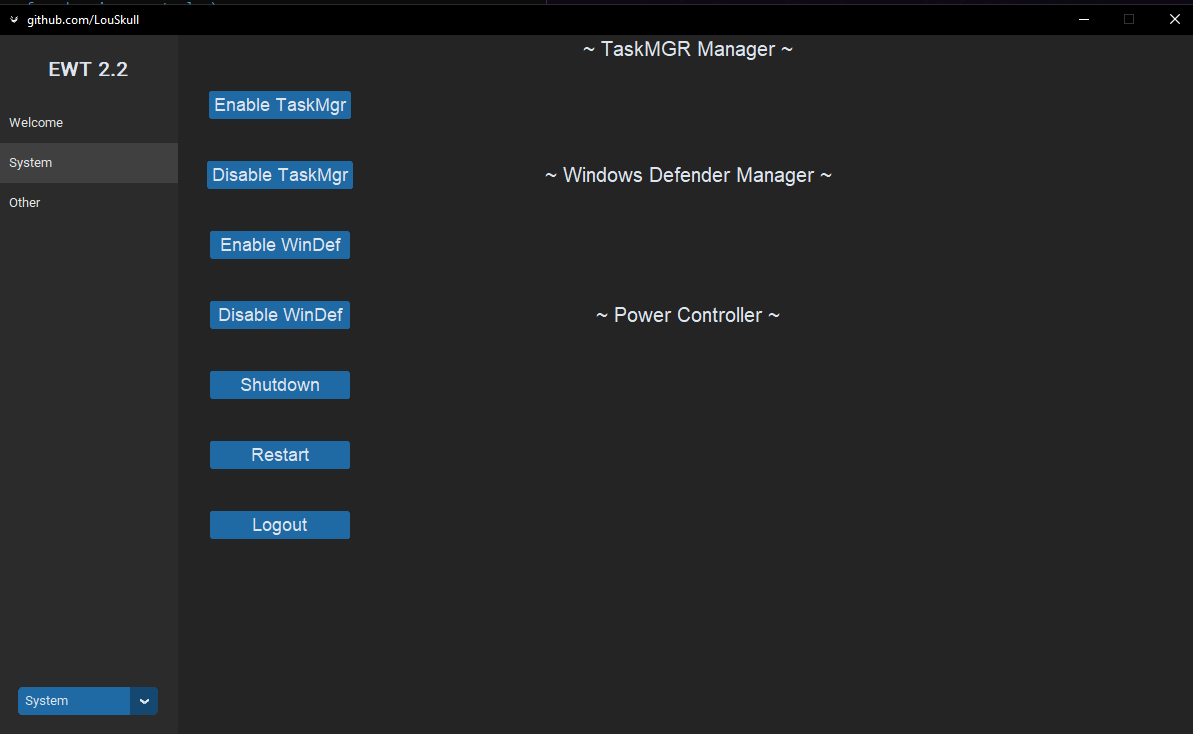 github.com/LouSkull
EWT 2.2
Welcome
System
Other
System
~ TaskMGR Manager ~
Enable TaskMgr
Disable TaskMgr
~ Windows Defender Manager ~
Enable WinDef
Disable WinDef
~ Power Controller ~
Shutdown
Restart
Logout